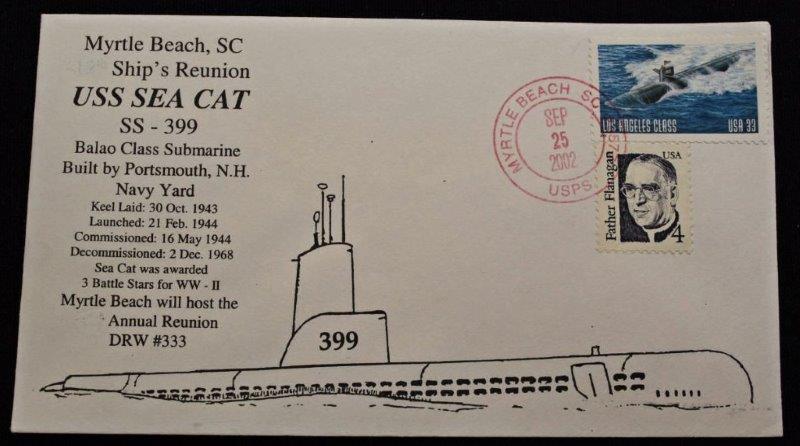 Myrtle Beach, SC
Ship's Reunion
USS SEA CAT
SS - 399
Balao Class Submarine
Built by Portsmouth, N.H.
Navy Yard
Keel Laid: 30 Oct. 1943
Launched: 21 Feb. 1944
Commissioned: 16 May 1944
Decommissioned: 2 Dec. 1968
Sea Cat was awarded
3 Battle Stars for WW - II
Myrtle Beach will host the
Annual Reunion
DRW #333
399
MYRTLE BEACH SC
SEP
25
2002
USPS
LOS ANGELES CLASS USA 33
Father Flanagan
USA
4